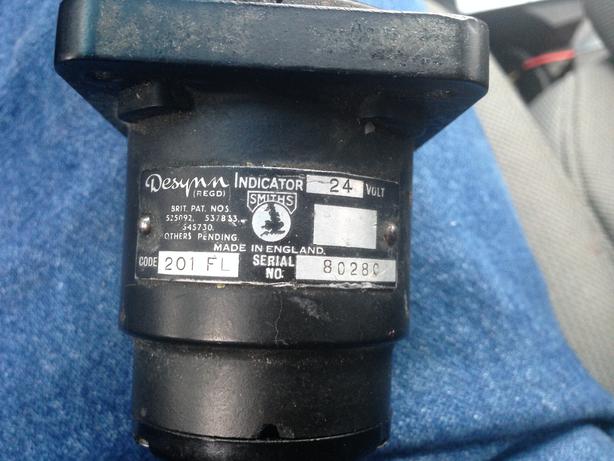 Desynn INDICATOR 24 VOLT
(REGD)
SMITHS
BRIT. PAT. NOS.
525092, 537833,
545730.
OTHERS PENDING.
MADE IN ENGLAND.
CODE 201 FL SERIAL NO. 80280